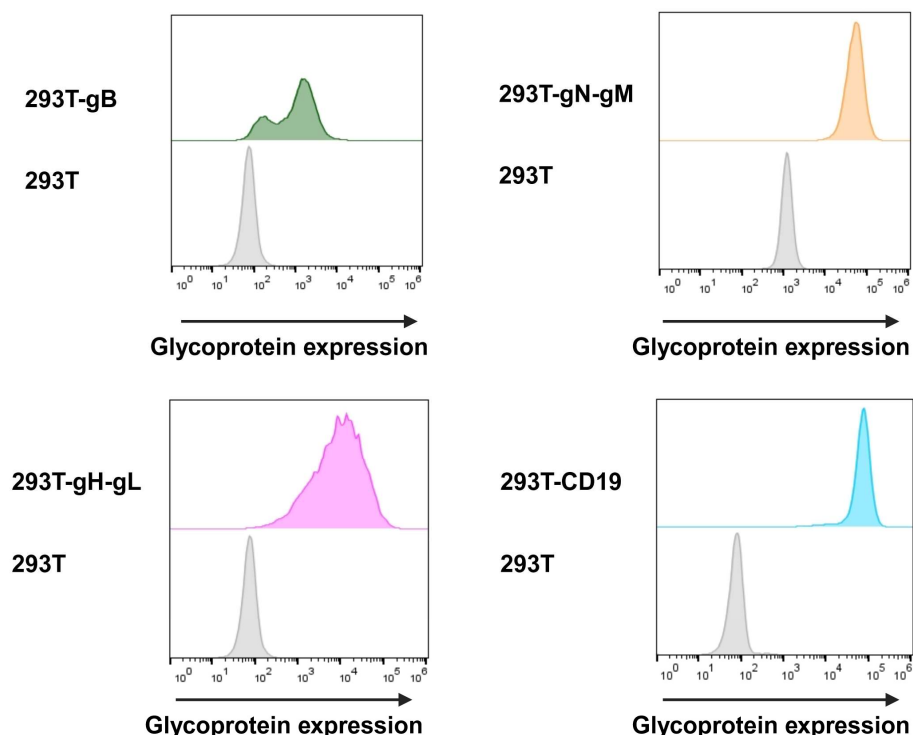 293T-gB
293T
10⁰ 10¹ 10² 10³ 10⁴ 10⁵ 10⁶
Glycoprotein expression
293T-gN-gM
293T
10⁰ 10¹ 10² 10³ 10⁴ 10⁵ 10⁶
Glycoprotein expression
293T-gH-gL
293T
10⁰ 10¹ 10² 10³ 10⁴ 10⁵ 10⁶
Glycoprotein expression
293T-CD19
293T
10⁰ 10¹ 10² 10³ 10⁴ 10⁵ 10⁶
Glycoprotein expression